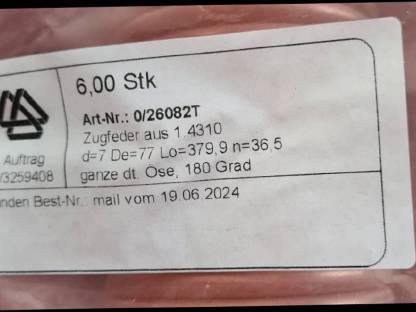 6,00 Stk
Art-Nr.: 0/26082T
Zugfeder aus 1.4310
d=7 De=77 Lo=379,9 n=36,5
ganze dt. Öse, 180 Grad
Auftrag
/3259408
nden Best-Nr.: mail vom 19.06.2024